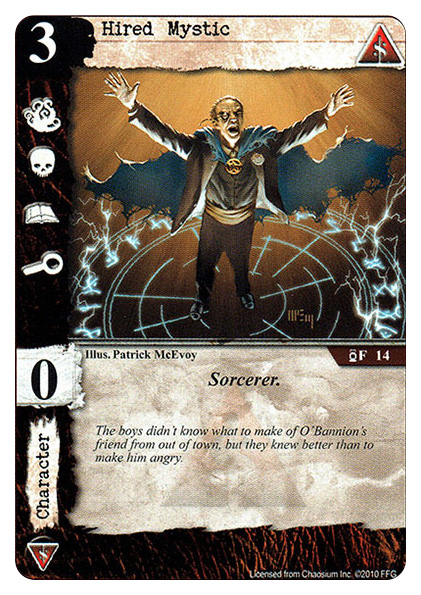 3
Hired Mystic
Illus. Patrick McEvoy
F 14
0
Sorcerer.
The boys didn't know what to make of O'Bannion's
friend from out of town, but they knew better than to
make him angry.
Character
Licensed from Chaosium Inc. ©2010 FFG